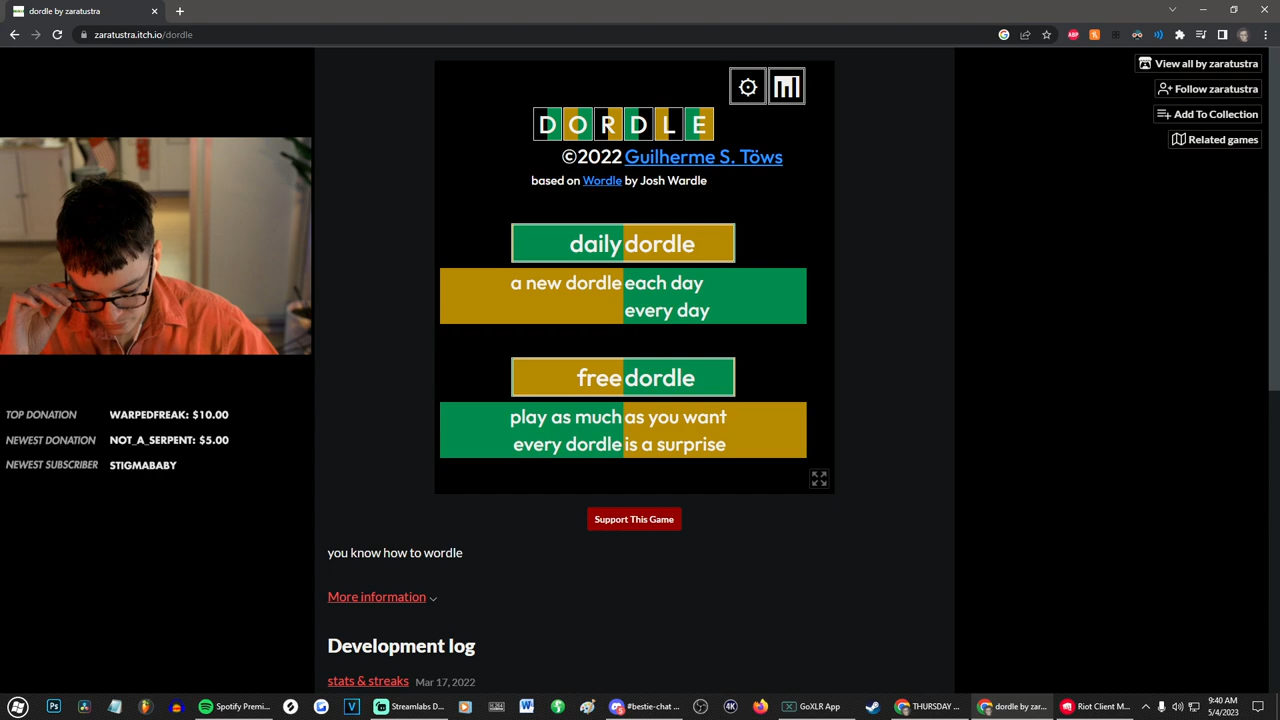 dordle by zaratustra
zaratustra.itch.io/dordle
View all by zaratustra
Follow zaratustra
Add To Collection
Related games
DORDLE
©2022 Guilherme S. Töws
based on Wordle by Josh Wardle
daily dordle
a new dordle each day
every day
free dordle
play as much as you want
every dordle is a surprise
TOP DONATION WARPEDFREAK: $10.00
NEWEST DONATION NOT_A_SERPENT: $5.00
NEWEST SUBSCRIBER STIGMABABY
Support This Game
you know how to wordle
More information
Development log
stats & streaks Mar 17, 2022
Ps
V
Spotify Premi...
Streamlabs D...
W
#bestie-chat ...
4K
GoXLR App
THURSDAY ...
dordle by zar...
Riot Client M...
9:40 AM
5/4/2023